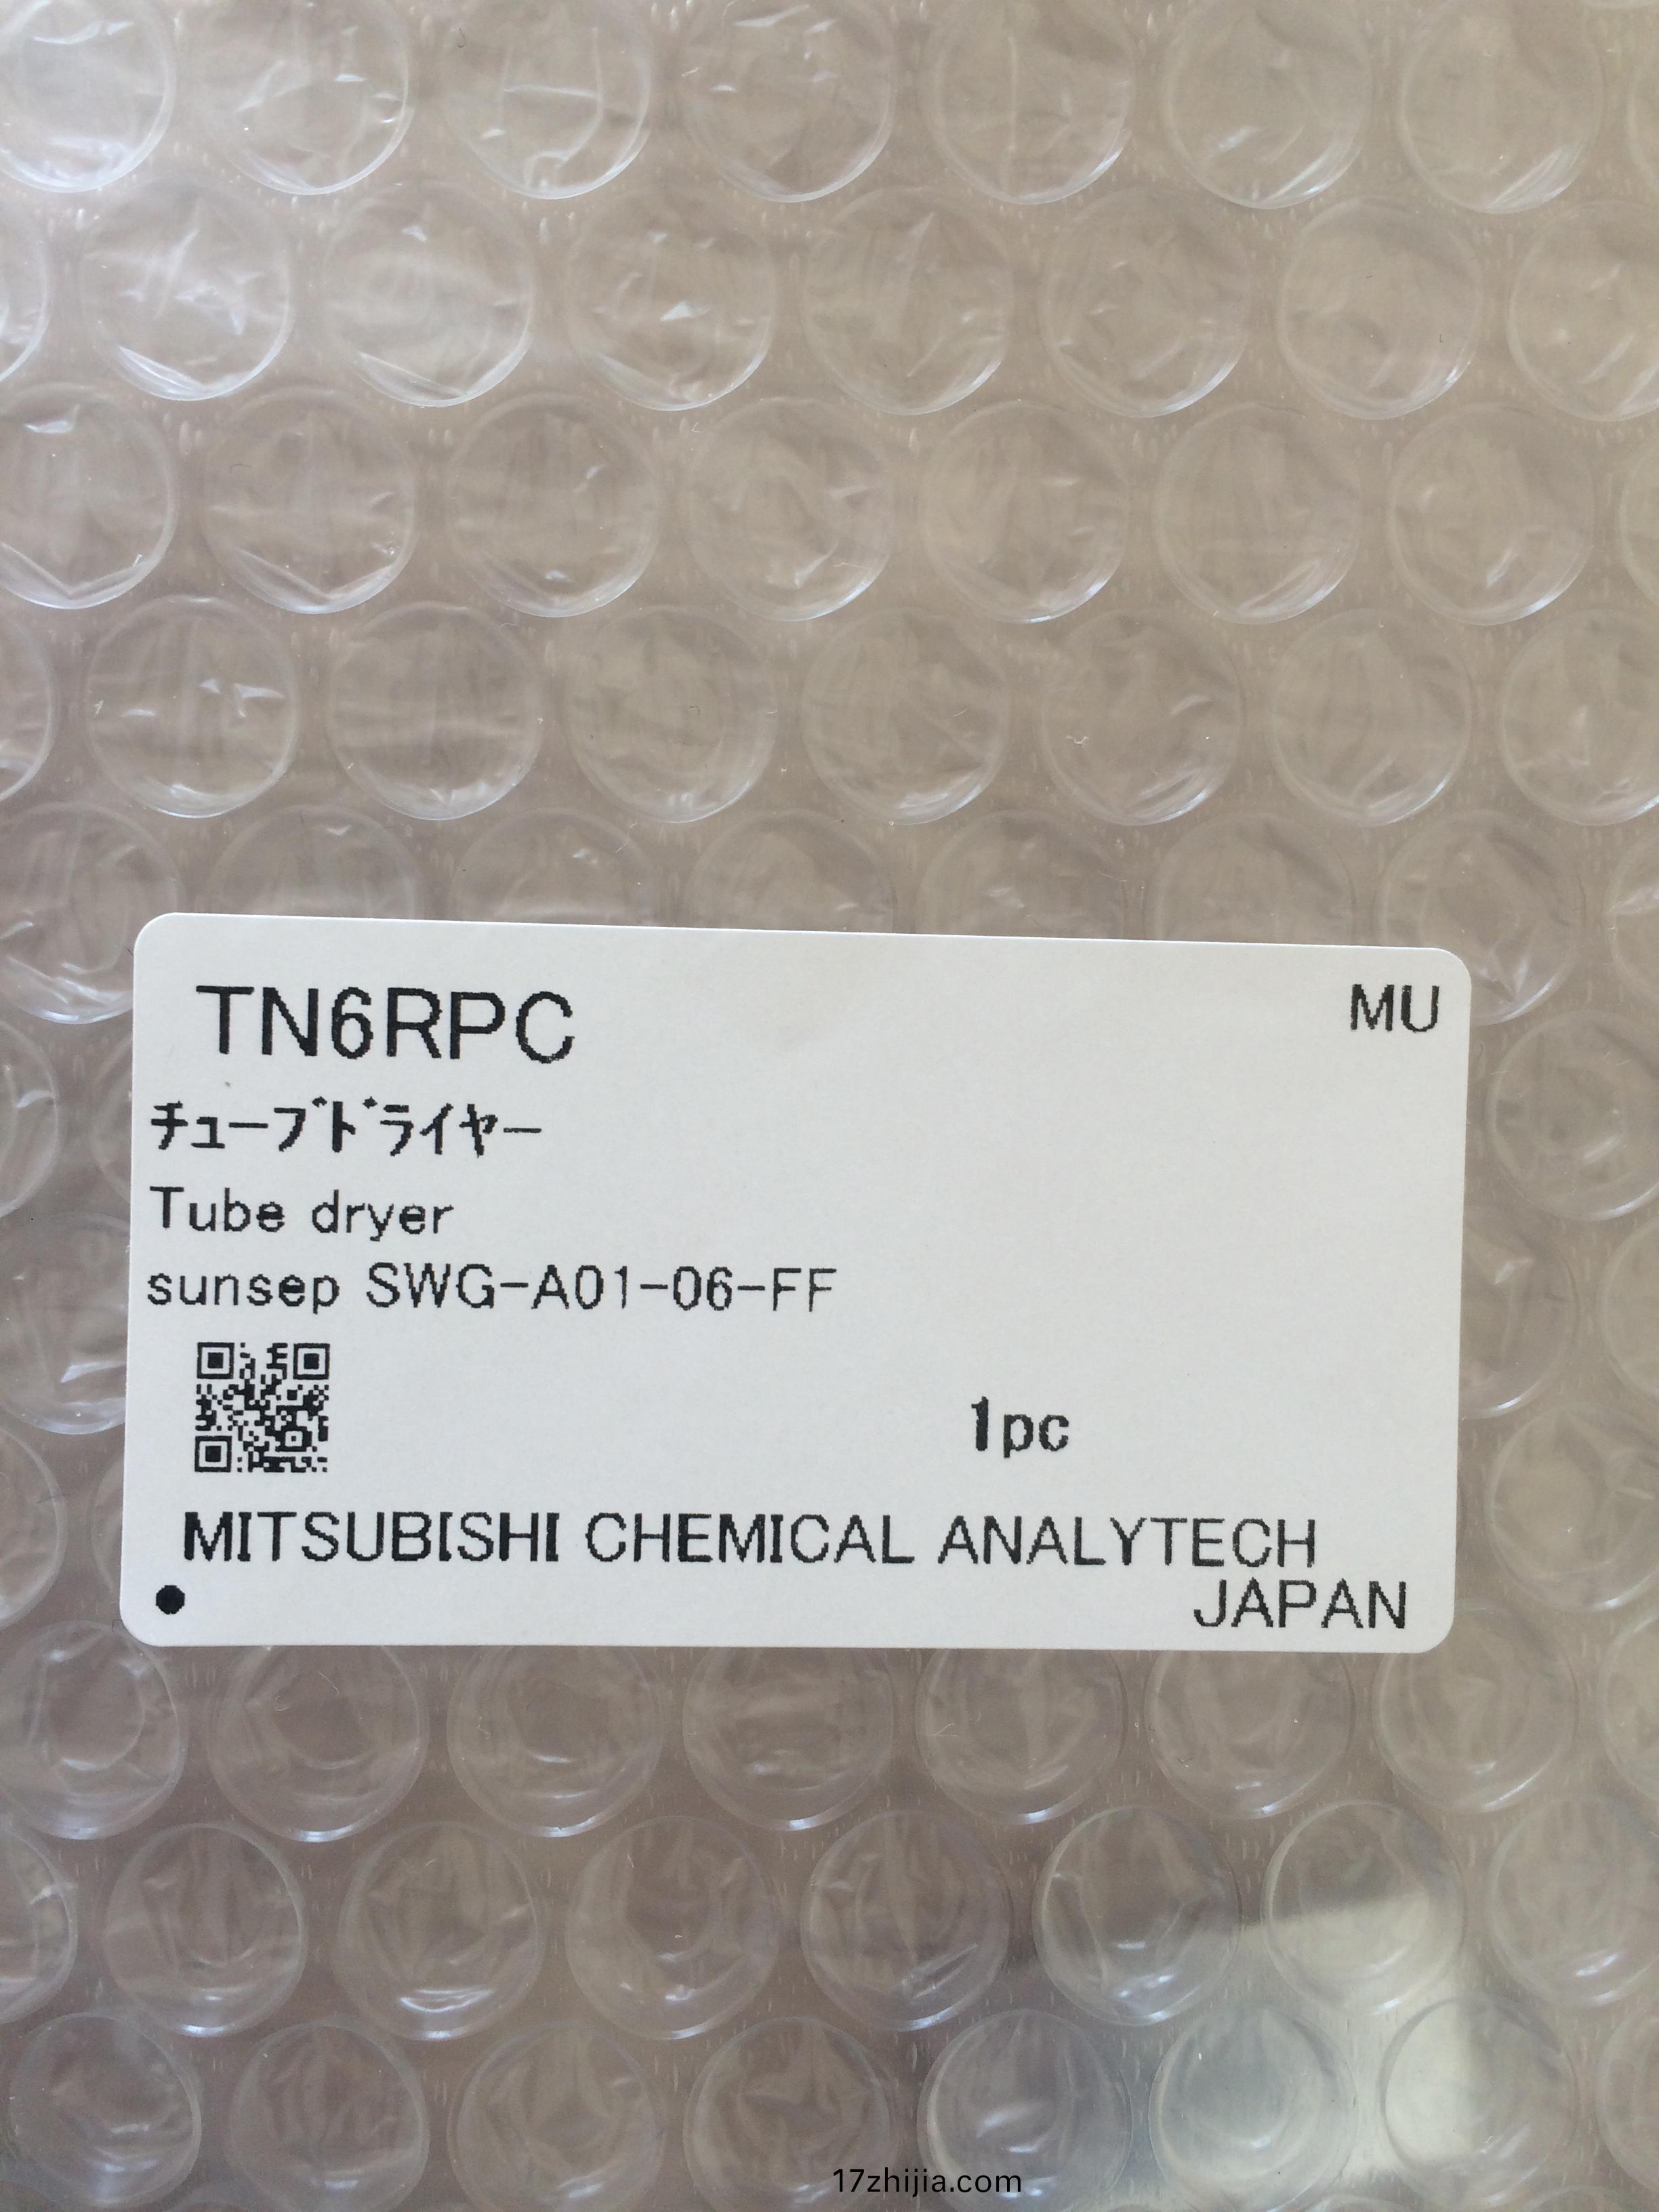 TN6RPC
MU
チューブドライヤー
Tube dryer
sunsep SWG-A01-06-FF
1pc
MITSUBISHI CHEMICAL ANALYTECH
JAPAN
17zhijia.com